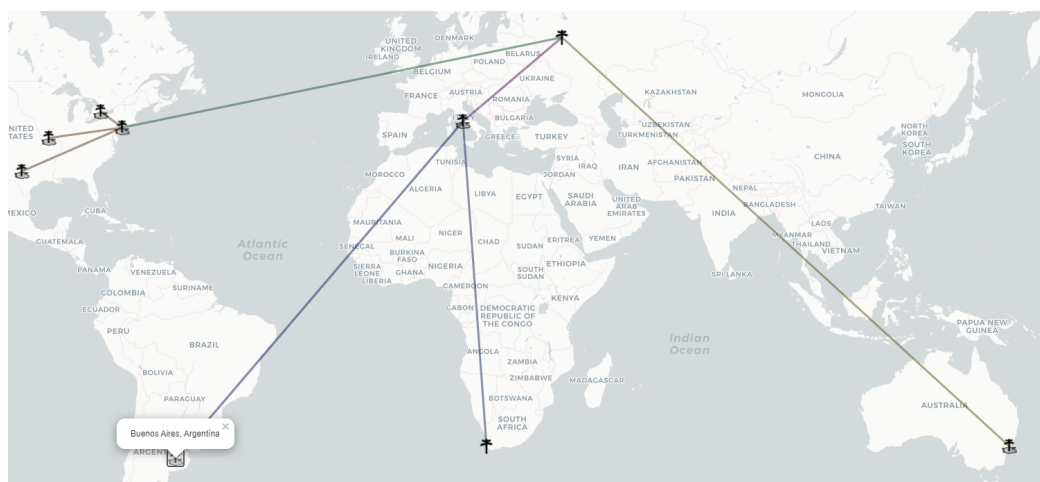 UNITED
KINGDOM
IRELAND
DENMARK
BELARUS
POLAND
BELGIUM
UKRAINE
AUSTRIA
FRANCE
ROMANIA
BULGARIA
SPAIN
GREECE
TURKEY
KAZAKHSTAN
MONGOLIA
UZBEKISTAN
TURKMENISTAN
NORTH
KOREA
SOUTH
KOREA
CHINA
UNITED
STATES
TUNISIA
SYRIA
IRAQ
IRAN
AFGHANISTAN
JORDAN
PAKISTAN
MOROCCO
ALGERIA
LIBYA
EGYPT
SAUDI
ARABIA
UNITED
ARAB
EMIRATES
NEPAL
BANGLADESH
INDIA
TAIWAN
MEXICO
CUBA
MAURITANIA
MALI
NIGER
CHAD
SUDAN
ERITREA
YEMEN
LAOS
MYANMAR
THAILAND
VIETNAM
GUATEMALA
Atlantic
Ocean
SENEGAL
BURKINA
FASO
SIERRA
LEONE
LIBERIA
GHANA
NIGERIA
SOUTH
SUDAN
ETHIOPIA
SRI LANKA
PANAMA
VENEZUELA
SURINAME
COLOMBIA
ECUADOR
CAMEROON
GABON
DEMOCRATIC
REPUBLIC OF
THE CONGO
KENYA
PAPUA NEW
GUINEA
PERU
BRAZIL
Indian
Ocean
ANGOLA
ZAMBIA
ZIMBABWE
MADAGASCAR
BOLIVIA
PARAGUAY
BOTSWANA
SOUTH
AFRICA
AUSTRALIA
Buenos Aires, Argentina
×
ARGENT